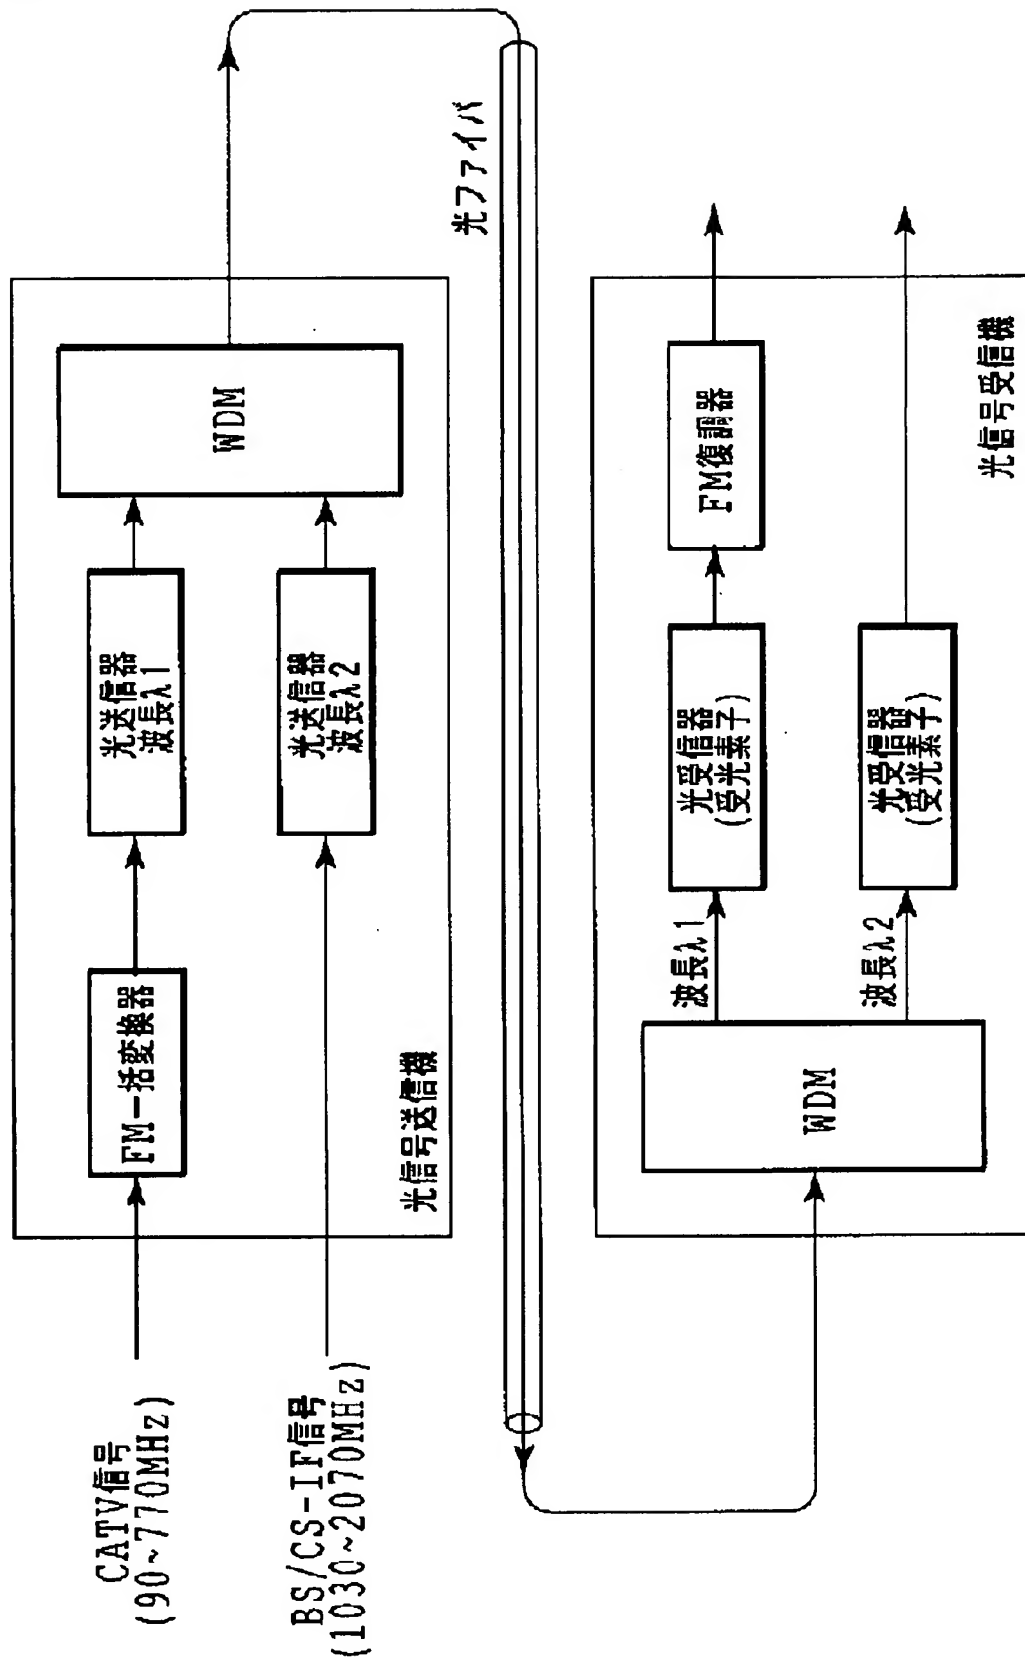 CATV信号
(90~770MHz)
BS/CS-IF信号
(1030~2070MHz)
FM一括変換器
光送信器
波長λ1
光送信器
波長λ2
WDM
光信号送信機
光ファイバ
WDM
波長λ1
波長λ2
光受信器
(受光素子)
光受信器
(受光素子)
FM復調器
光信号受信機